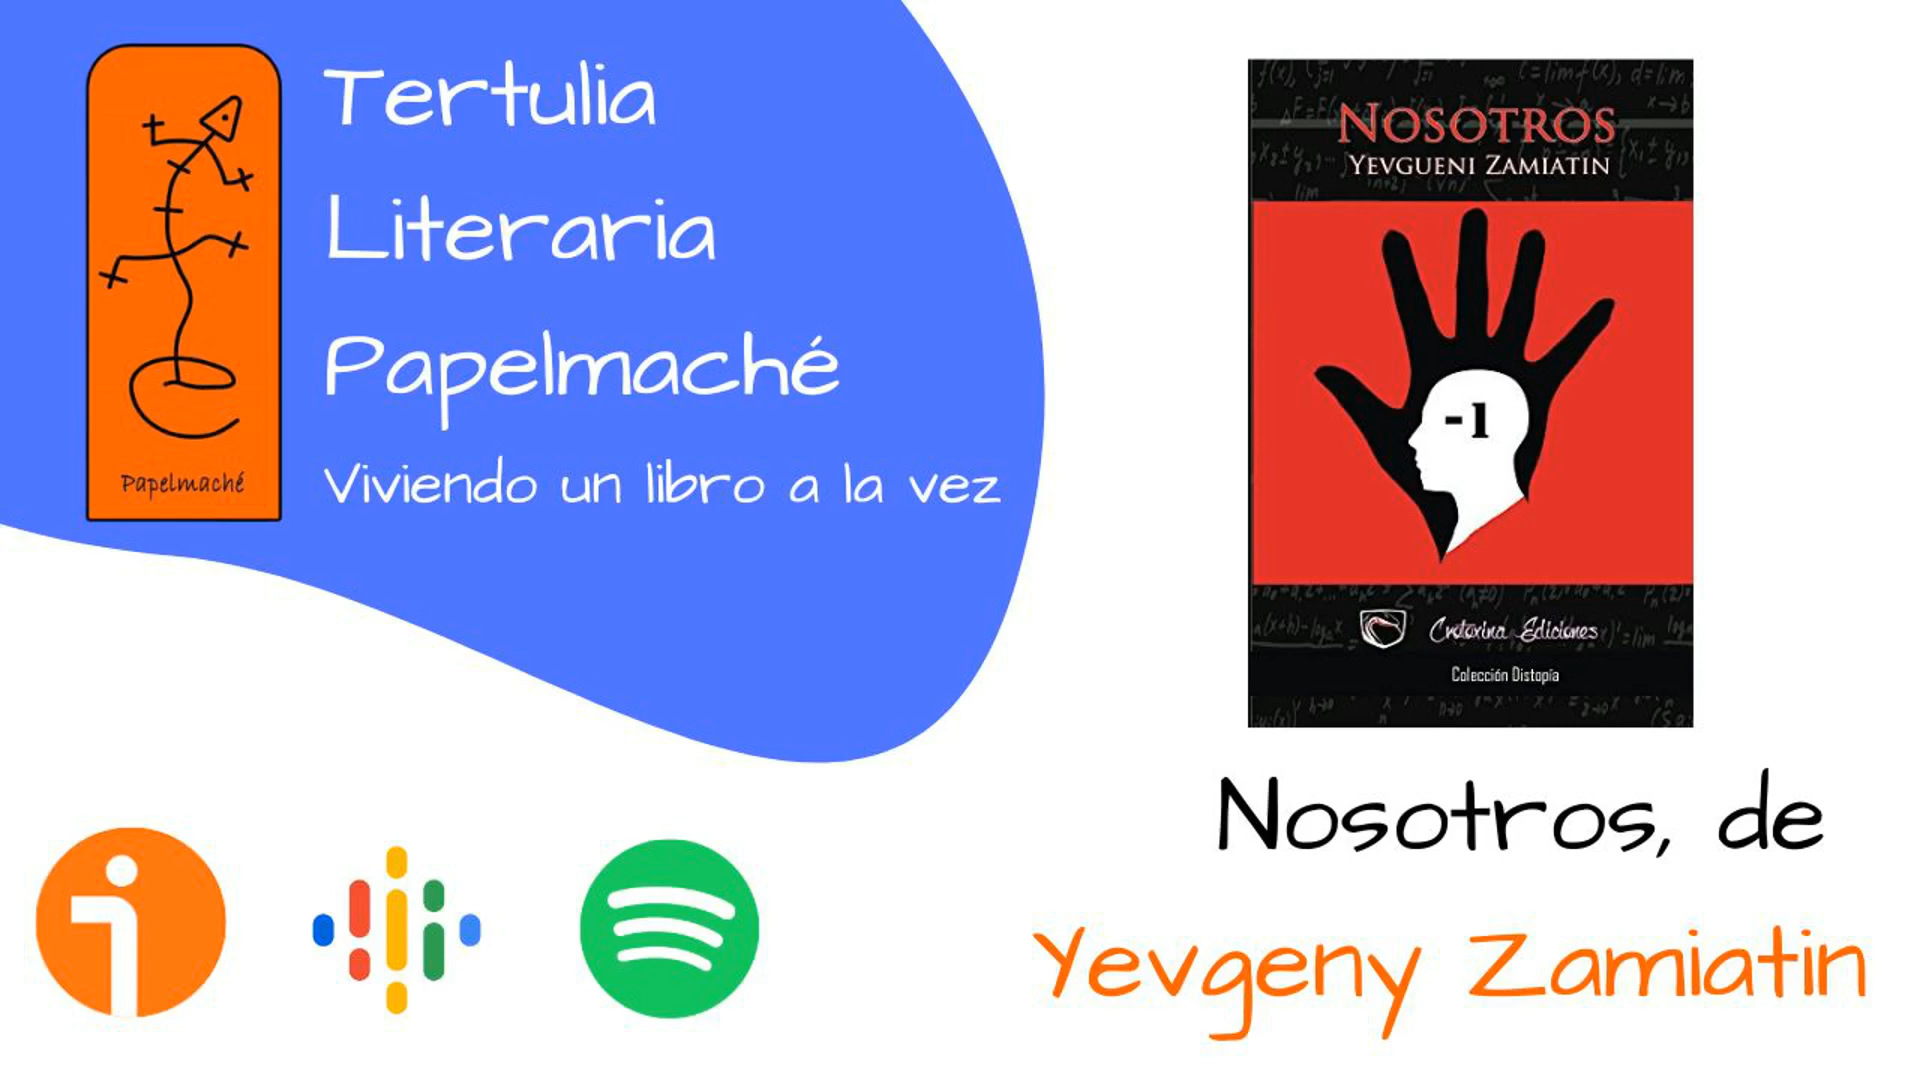 Tertulia
Literaria
Papelmaché
Viviendo un libro a la vez
Papelmaché
NOSOTROS
YEVGUENI ZAMIATIN
-1
Crotoxina Ediciones
Colección Distopía
Nosotros, de
Yevgeny Zamiatin